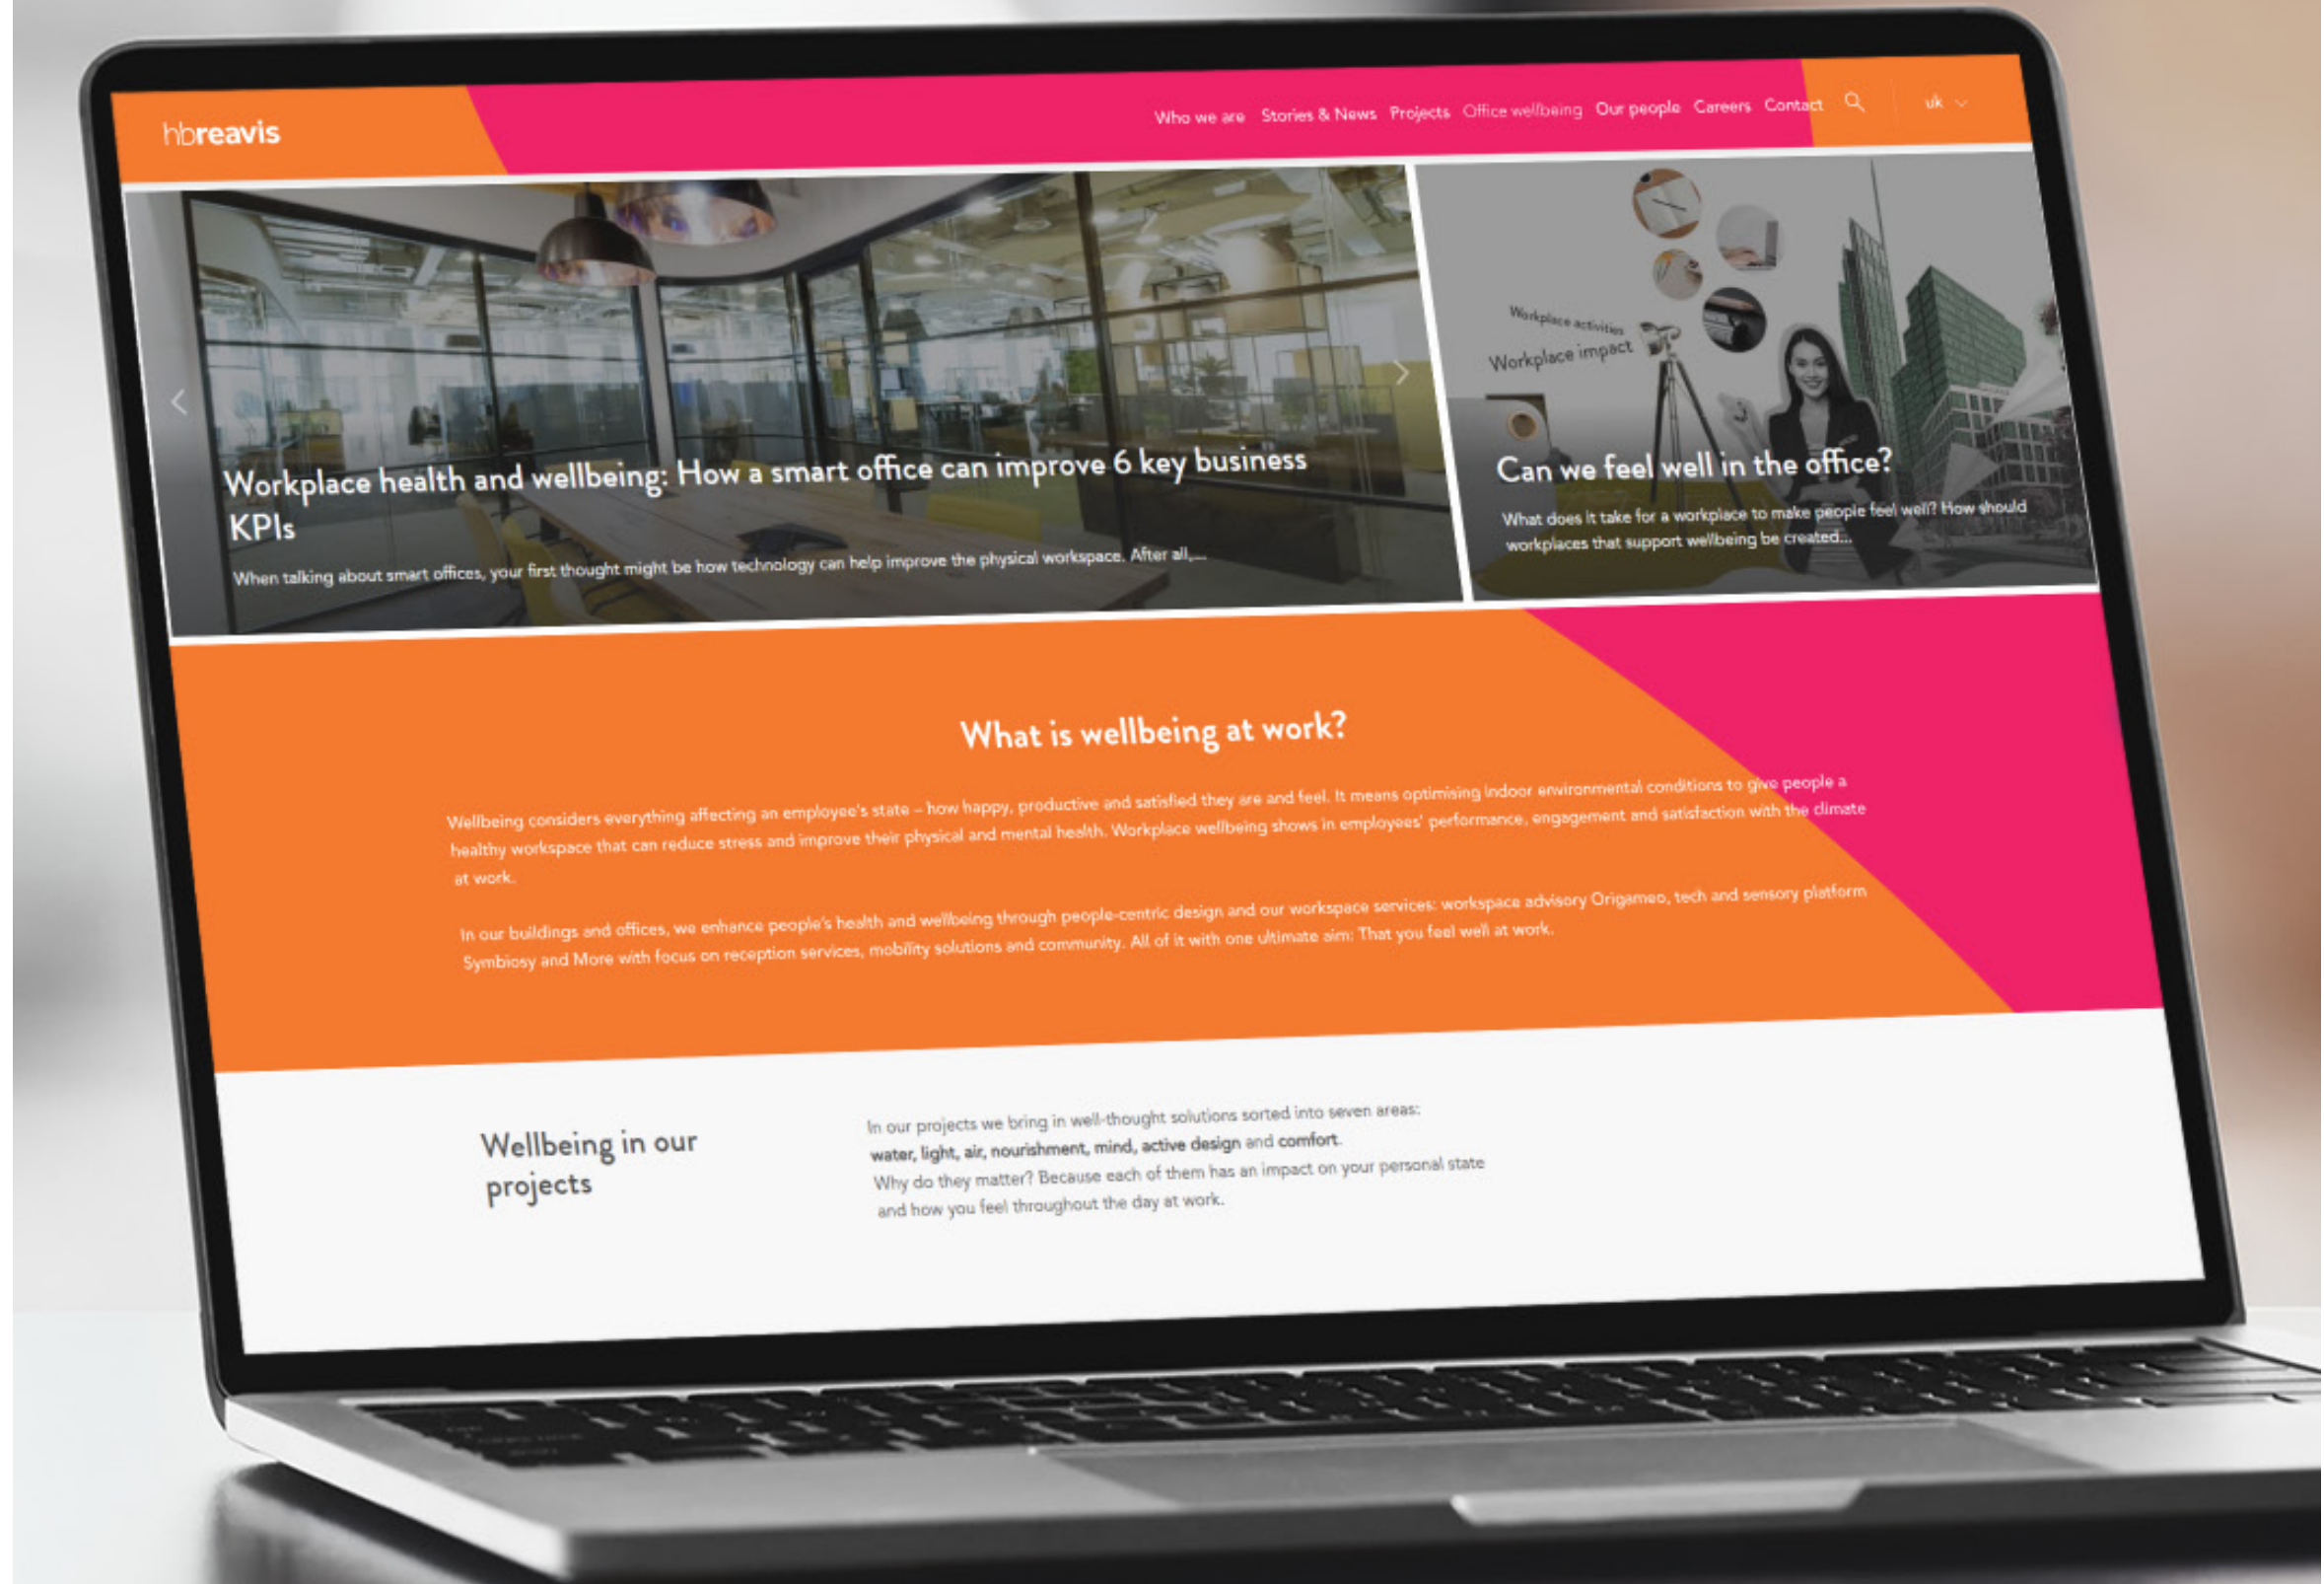 hbreavis
Who we are Stories & News Projects Office wellbeing Our people Careers Contact uk
Workplace health and wellbeing: How a smart office can improve 6 key business
KPIs
When talking about smart offices, your first thought might be how technology can help improve the physical workspace. After all,...
Workplace activities
Workplace impact
Can we feel well in the office?
What does it take for a workplace to make people feel well? How should
workplaces that support wellbeing be created...
What is wellbeing at work?
Wellbeing considers everything affecting an employee's state – how happy, productive and satisfied they are and feel. It means optimising indoor environmental conditions to give people a
healthy workspace that can reduce stress and improve their physical and mental health. Workplace wellbeing shows in employees' performance, engagement and satisfaction with the climate
at work.
In our buildings and offices, we enhance people's health and wellbeing through people-centric design and our workspace services: workspace advisory Origameo, tech and sensory platform
Symbiosy and More with focus on reception services, mobility solutions and community. All of it with one ultimate aim: That you feel well at work.
Wellbeing in our
projects
In our projects we bring in well-thought solutions sorted into seven areas:
water, light, air, nourishment, mind, active design and comfort.
Why do they matter? Because each of them has an impact on your personal state
and how you feel throughout the day at work.